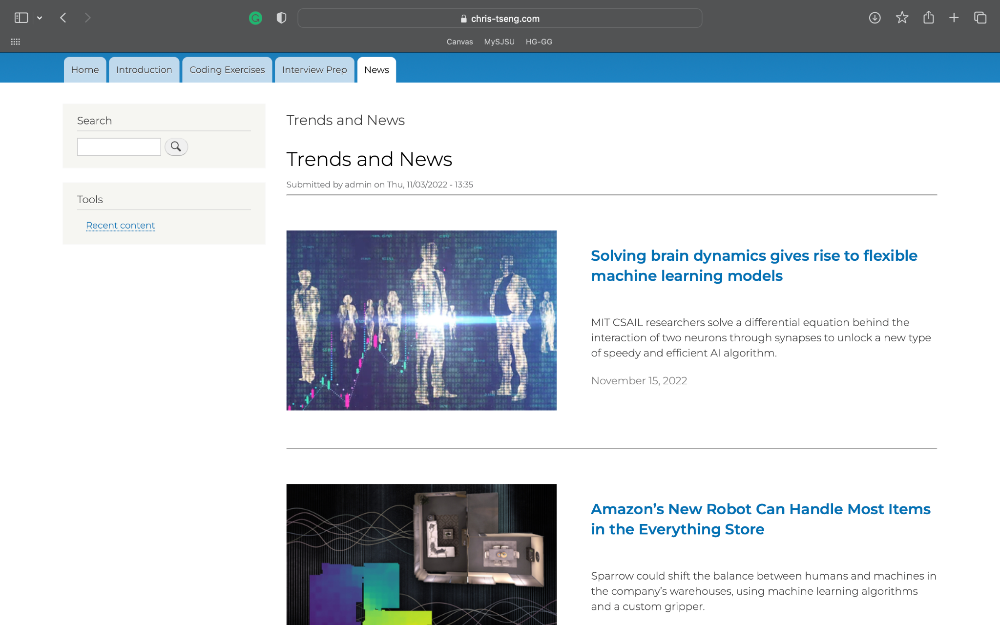 chris-tseng.com
Canvas MySJSU HG-GG
Home Introduction Coding Exercises Interview Prep News
Search
Tools
Recent content
Trends and News
Trends and News
Submitted by admin on Thu, 11/03/2022 - 13:35
Solving brain dynamics gives rise to flexible
machine learning models
MIT CSAIL researchers solve a differential equation behind the
interaction of two neurons through synapses to unlock a new type
of speedy and efficient AI algorithm.
November 15, 2022
Amazon’s New Robot Can Handle Most Items
in the Everything Store
Sparrow could shift the balance between humans and machines in
the company’s warehouses, using machine learning algorithms
and a custom gripper.